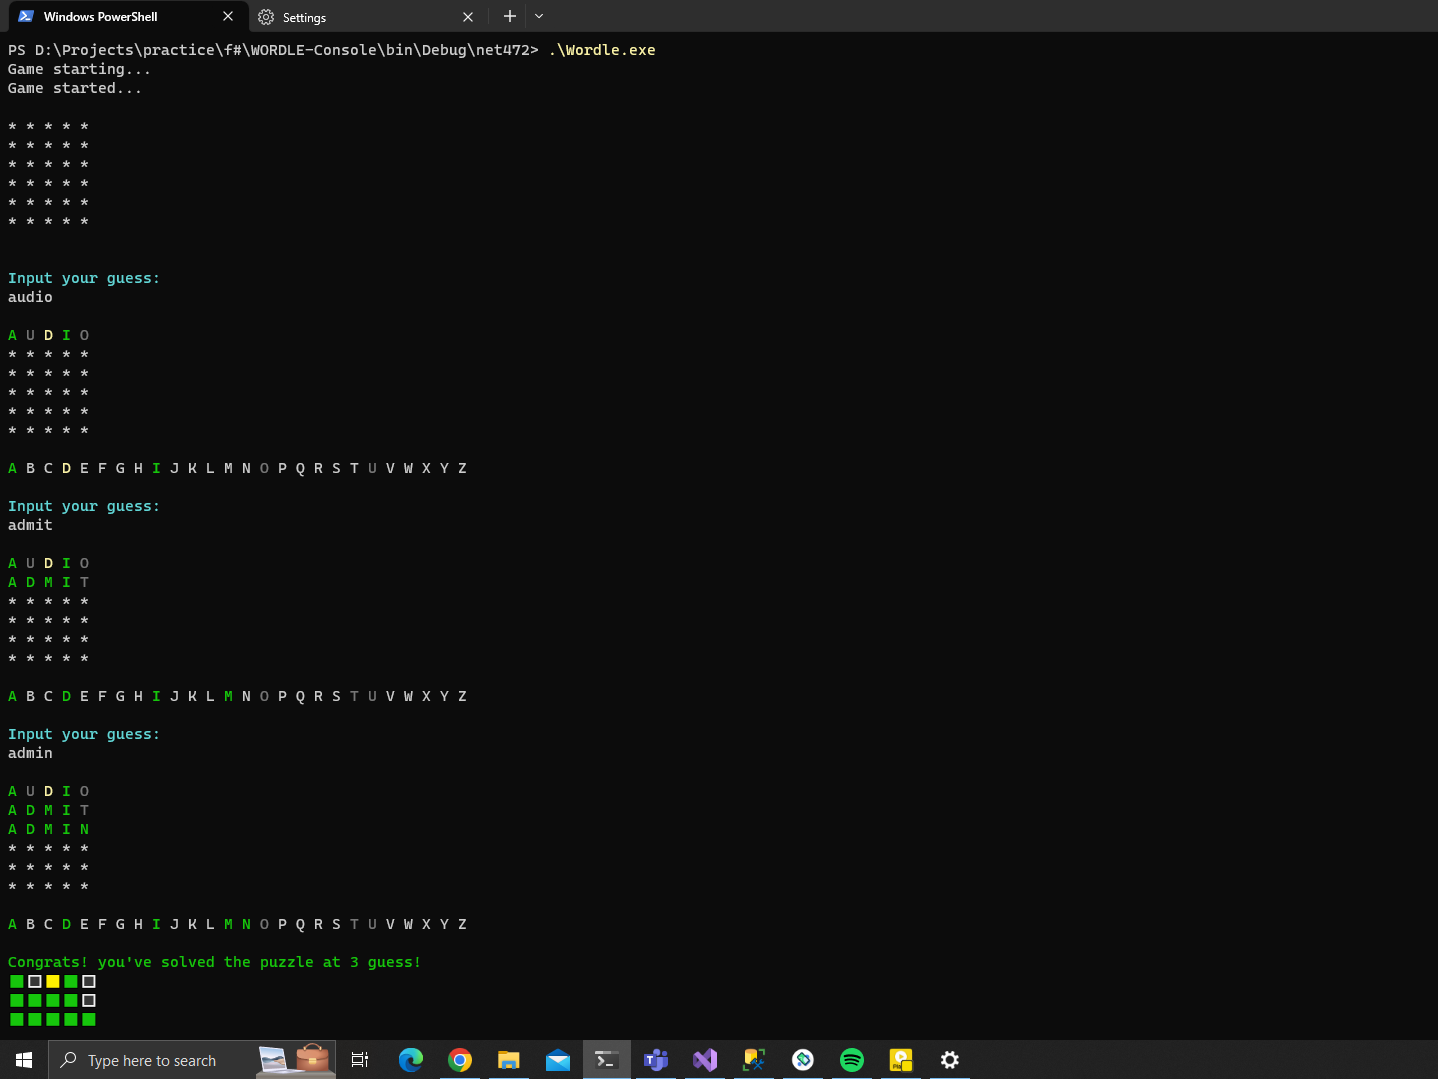 Windows PowerShell
Settings
PS D:\Projects\practice\f#\WORDLE-Console\bin\Debug\net472> .\Wordle.exe
Game starting...
Game started...
* * * * *
* * * * *
* * * * *
* * * * *
* * * * *
* * * * *
Input your guess:
audio
A U D I O
* * * * *
* * * * *
* * * * *
* * * * *
* * * * *
A B C D E F G H I J K L M N O P Q R S T U V W X Y Z
Input your guess:
admit
A U D I O
A D M I T
* * * * *
* * * * *
* * * * *
* * * * *
A B C D E F G H I J K L M N O P Q R S T U V W X Y Z
Input your guess:
admin
A U D I O
A D M I T
A D M I N
* * * * *
* * * * *
* * * * *
A B C D E F G H I J K L M N O P Q R S T U V W X Y Z
Congrats! you've solved the puzzle at 3 guess!
Type here to search